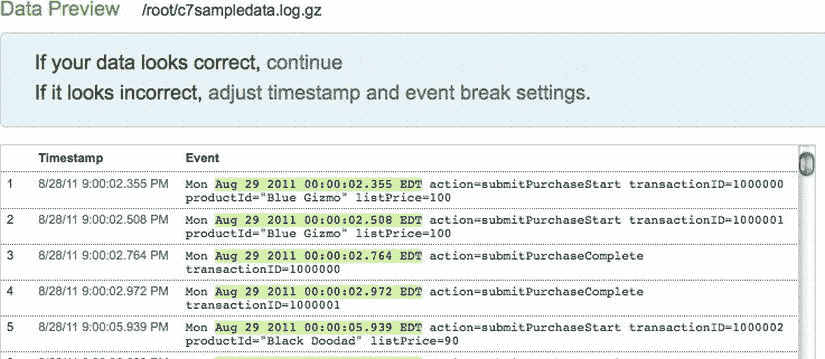 Data Preview /root/c7sampledata.log.gz
If your data looks correct, continue
If it looks incorrect, adjust timestamp and event break settings.
Timestamp Event
1 8/28/11 9:00:02.355 PM Mon Aug 29 2011 00:00:02.355 EDT action=submitPurchaseStart transactionID=1000000
productId="Blue Gizmo" listPrice=100
2 8/28/11 9:00:02.508 PM Mon Aug 29 2011 00:00:02.508 EDT action=submitPurchaseStart transactionID=1000001
productId="Blue Gizmo" listPrice=100
3 8/28/11 9:00:02.764 PM Mon Aug 29 2011 00:00:02.764 EDT action=submitPurchaseComplete
transactionID=1000000
4 8/28/11 9:00:02.972 PM Mon Aug 29 2011 00:00:02.972 EDT action=submitPurchaseComplete
transactionID=1000001
5 8/28/11 9:00:05.939 PM Mon Aug 29 2011 00:00:05.939 EDT action=submitPurchaseStart transactionID=1000002
productId="Black Doodad" listPrice=90